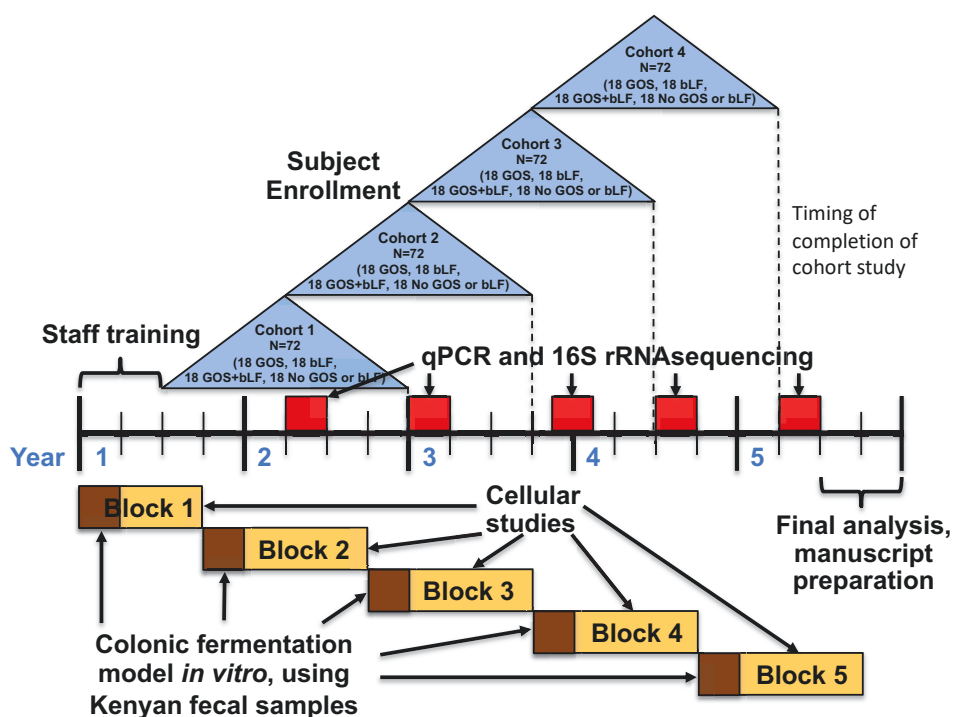 Cohort 4
N=72
(18 GOS, 18 bLF,
18 GOS+bLF, 18 No GOS or bLF)
Cohort 3
N=72
(18 GOS, 18 bLF,
18 GOS+bLF, 18 No GOS or bLF)
Subject
Enrollment
Timing of
completion of
cohort study
Cohort 2
N=72
(18 GOS, 18 bLF,
18 GOS+bLF, 18 No GOS or bLF)
Staff training
Cohort 1
N=72
(18 GOS, 18 bLF,
18 GOS+bLF, 18 No GOS or bLF)
qPCR and 16S rRNAsequencing
Year 1 2 3 4 5
Block 1
Cellular
studies
Final analysis,
manuscript
preparation
Block 2
Block 3
Block 4
Block 5
Colonic fermentation
model in vitro, using
Kenyan fecal samples